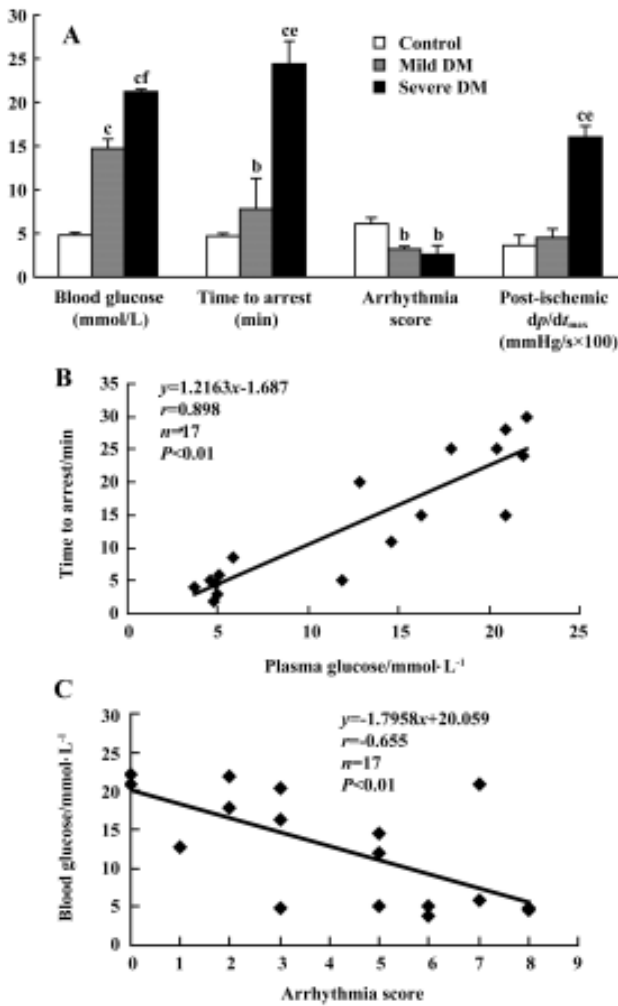 A
Control
Mild DM
Severe DM
30
25
20
15
10
5
0
c
cf
b
ce
b
b
ce
Blood glucose
(mmol/L)
Time to arrest
(min)
Arrhythmia
score
Post-ischemic
dp/dtmax
(mmHg/s×100)
B
y=1.2163x-1.687
r=0.898
n=17
P<0.01
Time to arrest/min
35
30
25
20
15
10
5
0
0 5 10 15 20 25
Plasma glucose/mmol·L-1
C
y=-1.7958x+20.059
r=-0.655
n=17
P<0.01
Blood glucose/mmol·L-1
30
25
20
15
10
5
0
0 1 2 3 4 5 6 7 8 9
Arrhythmia score